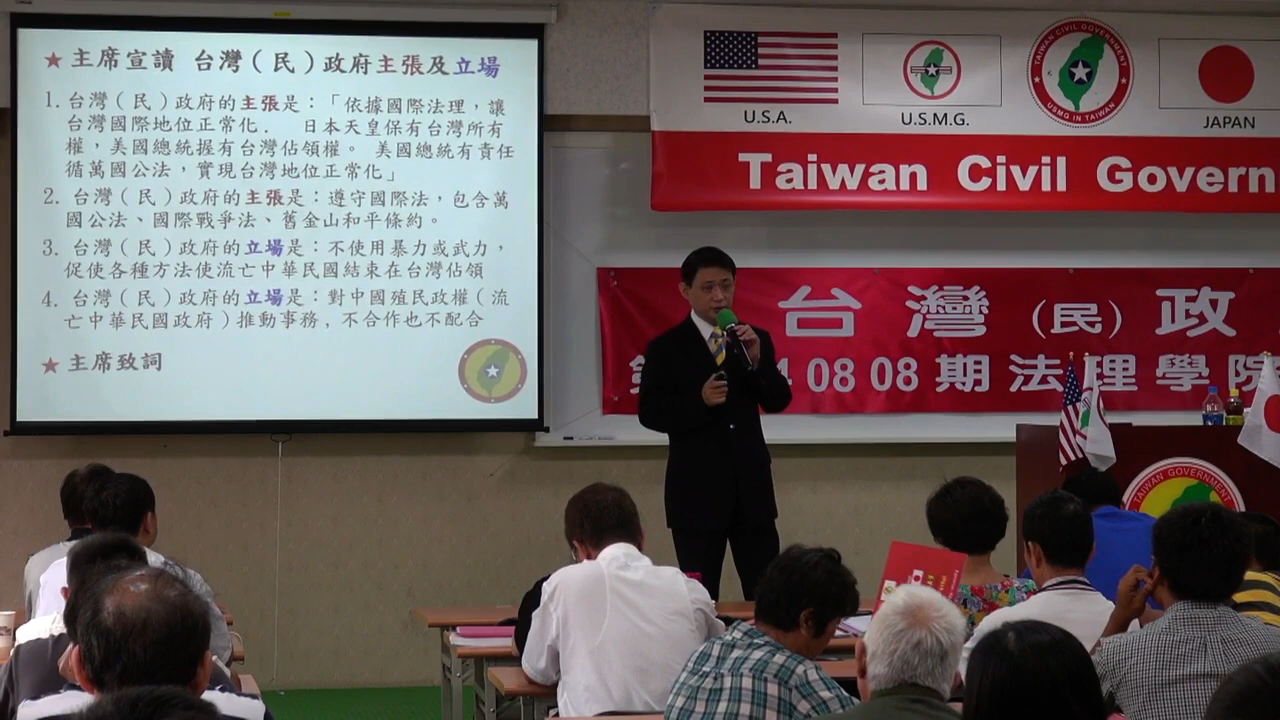 ★主席宣讀 台灣(民)政府主張及立場
1. 台灣(民)政府的主張是:「依據國際法理,讓
台灣國際地位正常化. 日本天皇保有台灣所有
權,美國總統握有台灣佔領權。 美國總統有責任
循萬國公法,實現台灣地位正常化」
2. 台灣(民)政府的主張是:遵守國際法,包含萬
國公法、國際戰爭法、舊金山和平條約。
3. 台灣(民)政府的立場是:不使用暴力或武力,
促使各種方法使流亡中華民國結束在台灣佔領
4. 台灣(民)政府的立場是:對中國殖民政權(流
亡中華民國政府)推動事務, 不合作也不配合
★主席致詞
U.S.A.
U.S.M.G.
TAIWAN CIVIL GOVERNMENT
USMG IN TAIWAN
JAPAN
Taiwan Civil Govern
台灣(民)政
08 08 期法理學院
TAIWAN GOVERNMENT